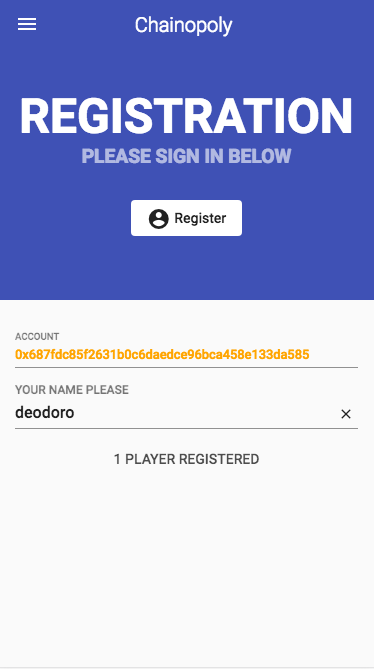 Chainopoly
REGISTRATION
PLEASE SIGN IN BELOW
Register
ACCOUNT
0x687fdc85f2631b0c6daedce96bca458e133da585
YOUR NAME PLEASE
deodoro
1 PLAYER REGISTERED